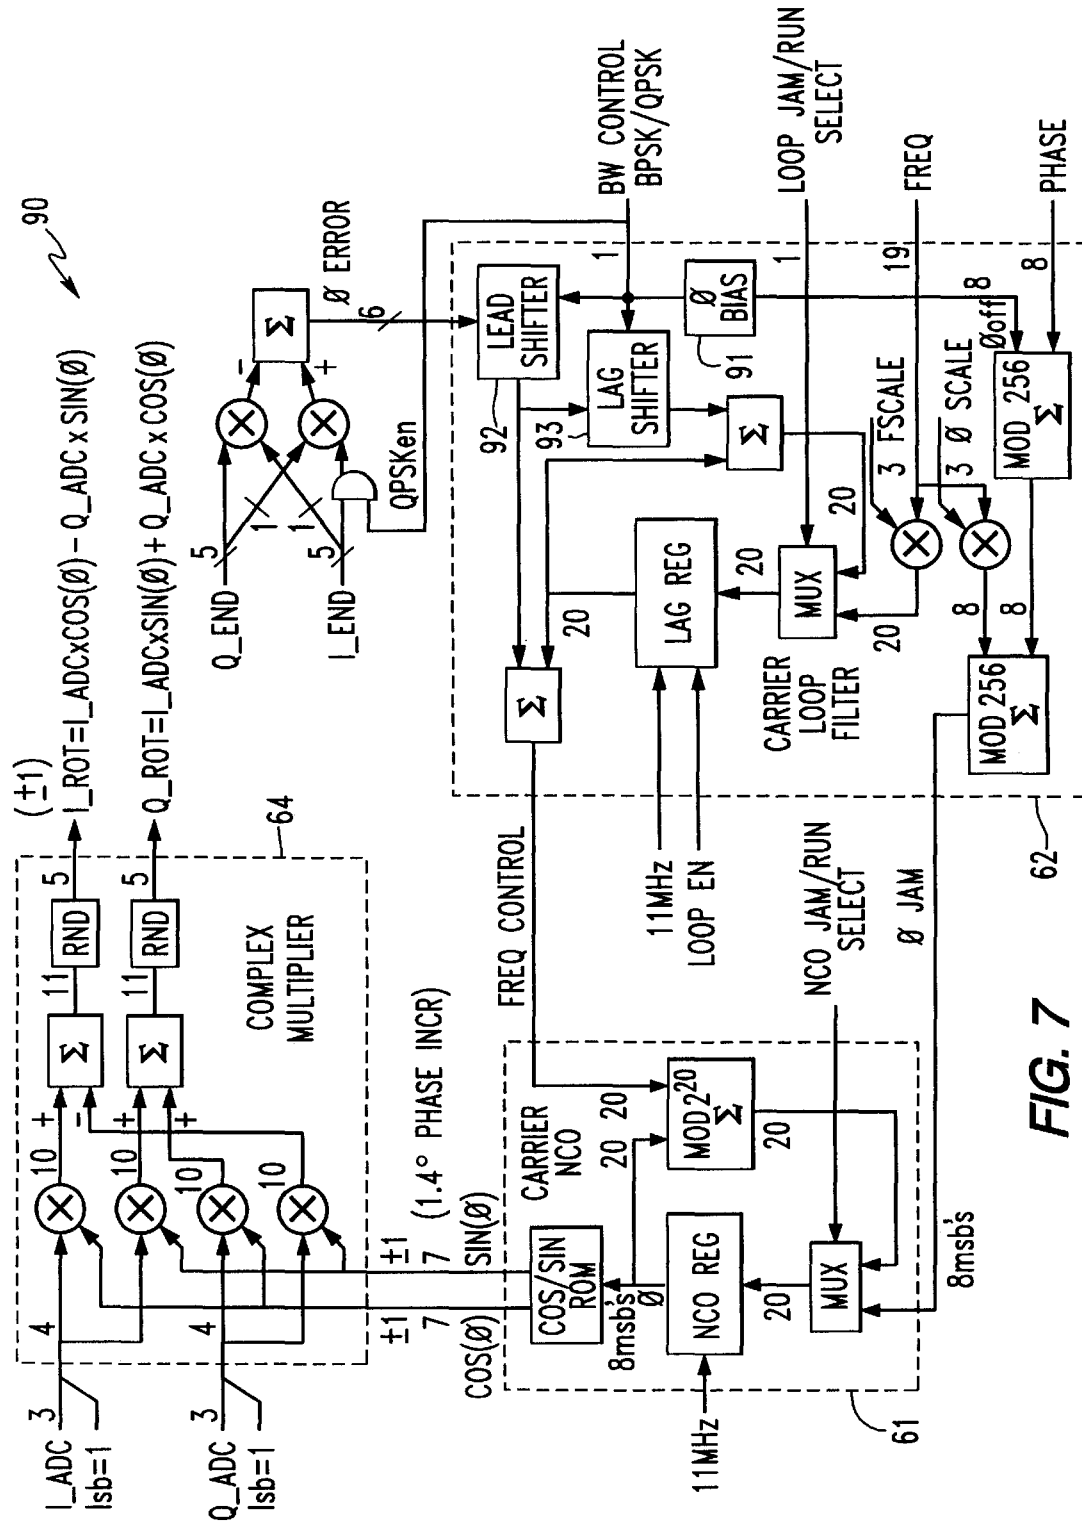 90
(±1)
I_ROT=I_ADCxCOS(Ø) - Q_ADC x SIN(Ø)
Q_ROT=I_ADCxSIN(Ø)+ Q_ADC x COS(Ø)
64
COMPLEX
MULTIPLIER
I_ADC
3
lsb=1
4
Q_ADC
3
lsb=1
4
10
10
10
10
+
-
+
+
Σ
Σ
11
11
RND
RND
5
5
COS(Ø)
7
±1
SIN(Ø)
7
±1
(1.4° PHASE INCR)
Q_END
5
I_END
5
1
1
QPSKen
-
+
Σ
Ø ERROR
6
CARRIER
NCO
COS/SIN
ROM
8msb's
Ø
NCO REG
11MHz
20
MUX
20
20
MOD 2^20
Σ
20
61
8msb's
NCO JAM/RUN
SELECT
Ø JAM
FREQ CONTROL
Σ
92
LEAD
SHIFTER
93
LAG
SHIFTER
91
Ø
BIAS
1
BW CONTROL
BPSK/QPSK
Σ
20
LAG REG
20
11MHz
LOOP EN
20
MUX
20
20
CARRIER
LOOP
FILTER
1
LOOP JAM/RUN
SELECT
3 FSCALE
3 Ø SCALE
19
FREQ
Øoff
8
8
PHASE
MOD 256
Σ
8
8
MOD 256
Σ
62
FIG. 7